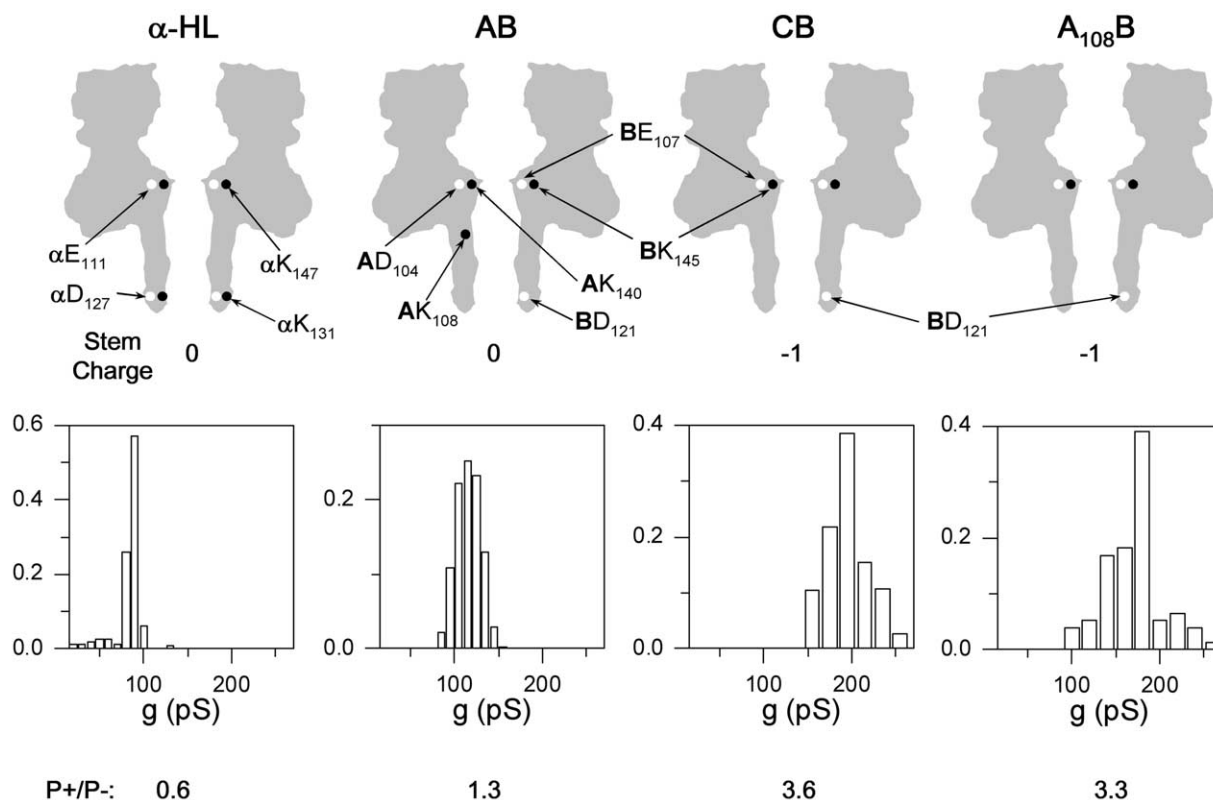 α-HL AB CB A108B
BE107
αE111 αK147 AD104 BK145
αD127 αK131 AK108 AK140 BD121 BD121
Stem Charge 0 0 -1 -1
0.6 0.4 0.4
0.4 0.2
0.2 0.2 0.2
0.0 0.0 0.0 0.0
100 200 100 200 100 200 100 200
g (pS) g (pS) g (pS) g (pS)
P+/P-: 0.6 1.3 3.6 3.3